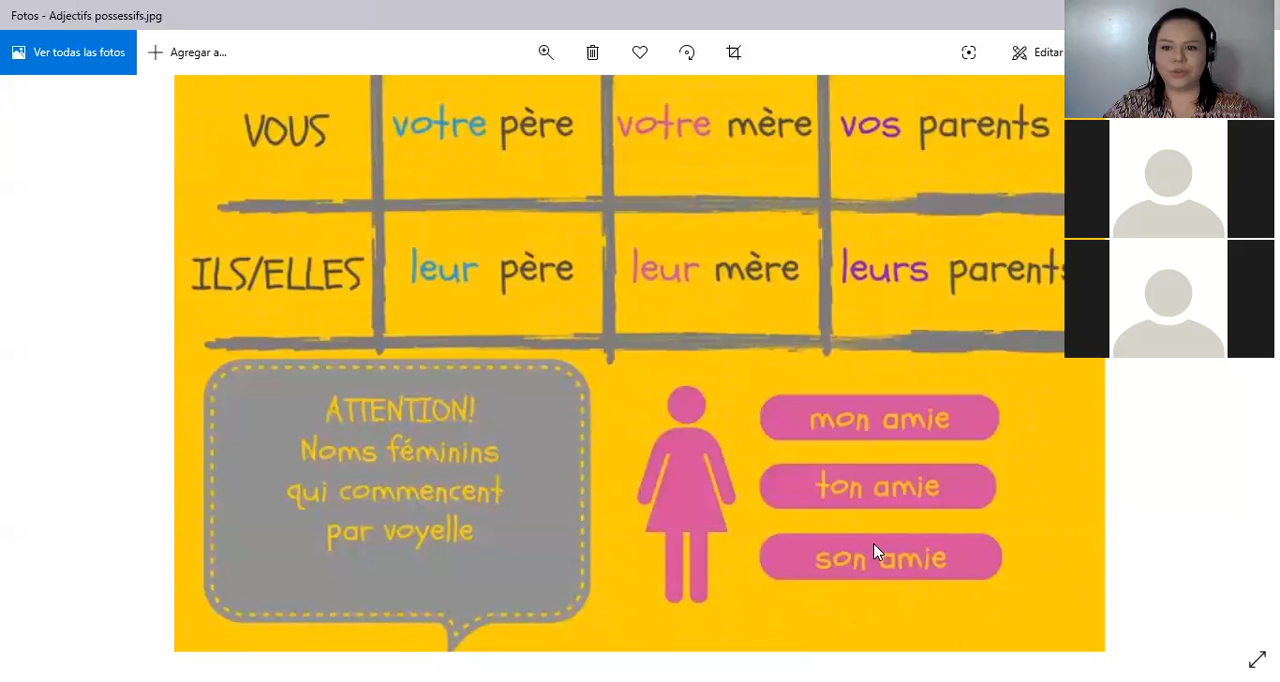 Fotos - Adjectifs possessifs.jpg
Ver todas las fotos
Agregar a...
Editar
VOUS votre père votre mère vos parents
ILS/ELLES leur père leur mère leurs parents
ATTENTION!
Noms féminins
qui commencent
par voyelle
mon amie
ton amie
son amie